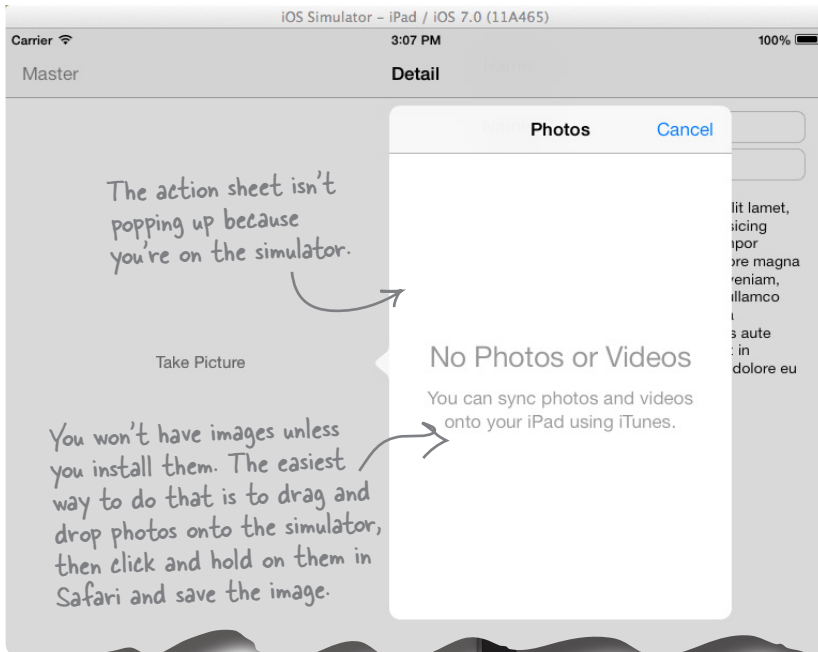 iOS Simulator – iPad / iOS 7.0 (11A465)
Carrier 3:07 PM 100%
Master Detail
Photos Cancel
The action sheet isn't
popping up because
you're on the simulator.
lit lamet,
sicing
ore magna
veniam,
ullamco
s aute
t in
dolore eu
Take Picture
No Photos or Videos
You can sync photos and videos
onto your iPad using iTunes.
You won't have images unless
you install them. The easiest
way to do that is to drag and
drop photos onto the simulator,
then click and hold on them in
Safari and save the image.